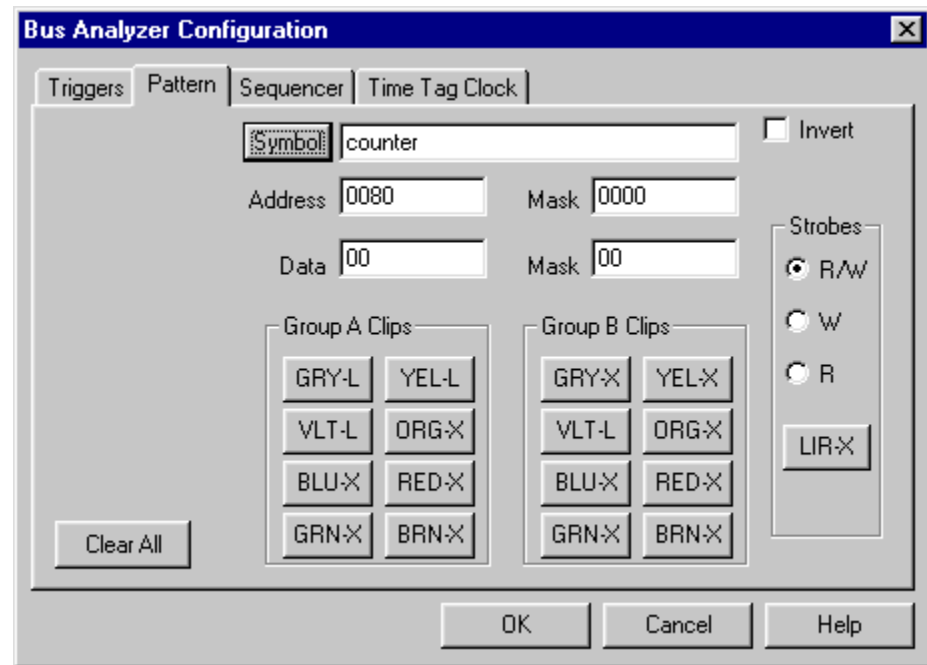 Bus Analyzer Configuration
Triggers Pattern Sequencer Time Tag Clock
Symbol counter Invert
Address 0080 Mask 0000
Data 00 Mask 00
Strobes
R/W
W
R
LIR-X
Group A Clips
GRY-L YEL-L
VLT-L ORG-X
BLU-X RED-X
GRN-X BRN-X
Group B Clips
GRY-X YEL-X
VLT-L ORG-X
BLU-X RED-X
GRN-X BRN-X
Clear All
OK Cancel Help